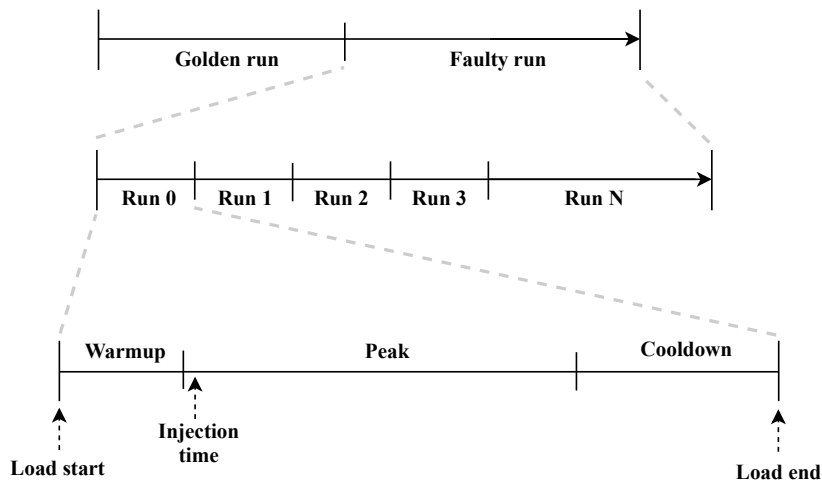 Golden run
Faulty run
Run 0
Run 1
Run 2
Run 3
Run N
Warmup
Peak
Cooldown
Injection
time
Load start
Load end